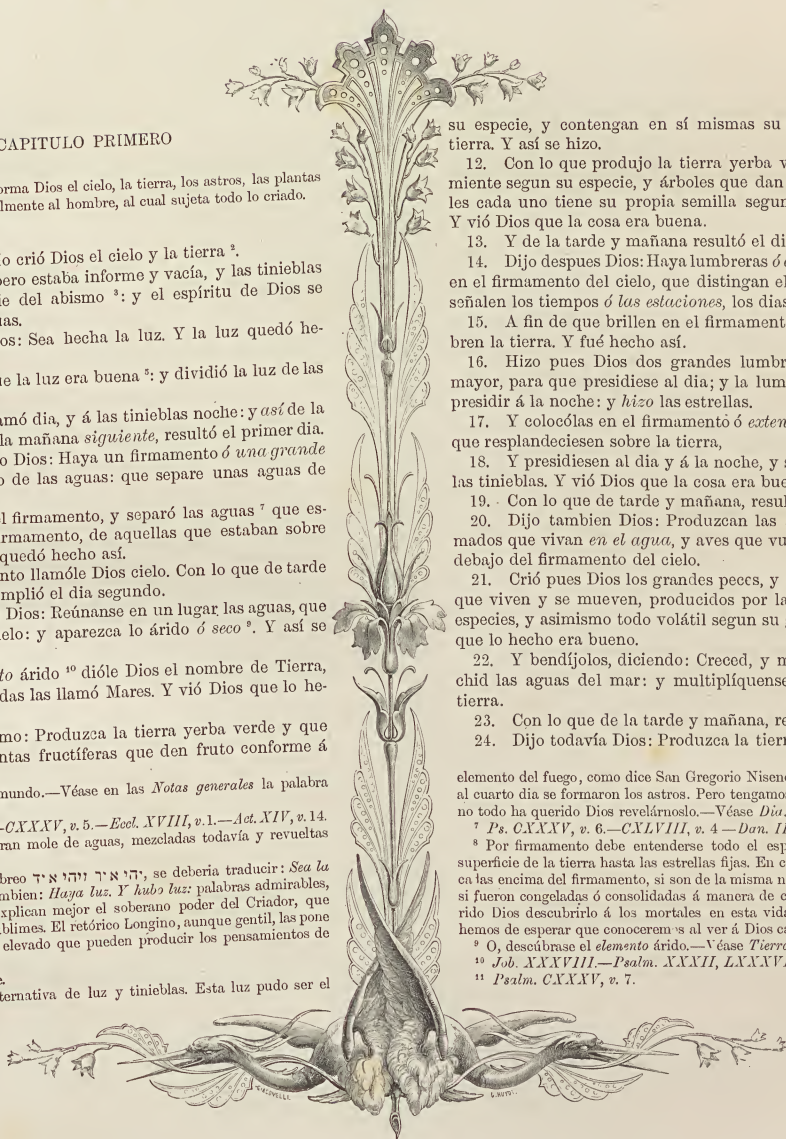 CAPITULO PRIMERO
orma Dios el cielo, la tierra, los astros, las plantas
lmente al hombre, al cual sujeta todo lo criado.
o crió Dios el cielo y la tierra ².
pero estaba informe y vacía, y las tinieblas
ie del abismo ³: y el espíritu de Dios se
uas.
os: Sea hecha la luz. Y la luz quedó he-
ue la luz era buena ⁵: y dividió la luz de las
amó dia, y á las tinieblas noche: y así de la
la mañana siguiente, resultó el primer dia.
o Dios: Haya un firmamento ó una grande
o de las aguas: que separe unas aguas de
l firmamento, y separó las aguas ⁷ que es-
irmamento, de aquellas que estaban sobre
quedó hecho así.
nto llamóle Dios cielo. Con lo que de tarde
mplió el dia segundo.
Dios: Reúnanse en un lugar las aguas, que
ielo: y aparezca lo árido ó seco ⁹. Y así se
to árido ¹⁰ dióle Dios el nombre de Tierra,
das las llamó Mares. Y vió Dios que lo he-
mo: Produzca la tierra yerba verde y que
ntas fructíferas que den fruto conforme á
mundo.—Véase en las Notas generales la palabra
-CXXXV, v. 5.—Eccl. XVIII, v.1.—Act. XIV, v. 14.
ran mole de aguas, mezcladas todavía y revueltas
breo יהי איר ויהי איר, se deberia traducir: Sea la
mbien: Haya luz. Y hubo luz: palabras admirables,
xplican mejor el soberano poder del Criador, que
blimes. El retórico Longino, aunque gentil, las pone
elevado que pueden producir los pensamientos de
e.
ternativa de luz y tinieblas. Esta luz pudo ser el
su especie, y contengan en sí mismas su
tierra. Y así se hizo.
12. Con lo que produjo la tierra yerba v
miente segun su especie, y árboles que dan
les cada uno tiene su propia semilla segun
Y vió Dios que la cosa era buena.
13. Y de la tarde y mañana resultó el di
14. Dijo despues Dios: Haya lumbreras ó
en el firmamento del cielo, que distingan el
señalen los tiempos ó las estaciones, los dias
15. A fin de que brillen en el firmament
bren la tierra. Y fué hecho así.
16. Hizo pues Dios dos grandes lumbr
mayor, para que presidiese al dia; y la lum
presidir á la noche: y hizo las estrellas.
17. Y colocólas en el firmamento ó exten
que resplandeciesen sobre la tierra,
18. Y presidiesen al dia y á la noche, y s
las tinieblas. Y vió Dios que la cosa era bue
19. Con lo que de tarde y mañana, resul
20. Dijo tambien Dios: Produzcan las
mados que vivan en el agua, y aves que vu
debajo del firmamento del cielo.
21. Crió pues Dios los grandes peces, y
que viven y se mueven, producidos por la
especies, y asimismo todo volátil segun su
que lo hecho era bueno.
22. Y bendíjolos, diciendo: Creced, y m
chid las aguas del mar: y multiplíquense
tierra.
23. Con lo que de la tarde y mañana, re
24. Dijo todavía Dios: Produzca la tierr
elemento del fuego, como dice San Gregorio Niseno
al cuarto dia se formaron los astros. Pero tengamo
no todo ha querido Dios revelárnoslo.—Véase Dia.
⁷ Ps. CXXXV, v. 6.—CXLVIII, v. 4—Dan. II
⁸ Por firmamento debe entenderse todo el esp
superficie de la tierra hasta las estrellas fijas. En c
cadas encima del firmamento, si son de la misma n
si fueron congeladas ó consolidadas á manera de c
rido Dios descubrirlo á los mortales en esta vida
hemos de esperar que conoceremos al ver á Dios ca
⁹ O, descúbrase el elemento árido.—Véase Tierra
¹⁰ Job. XXXVIII.—Psalm. XXXII, LXXXV
¹¹ Psalm. CXXXV, v. 7.